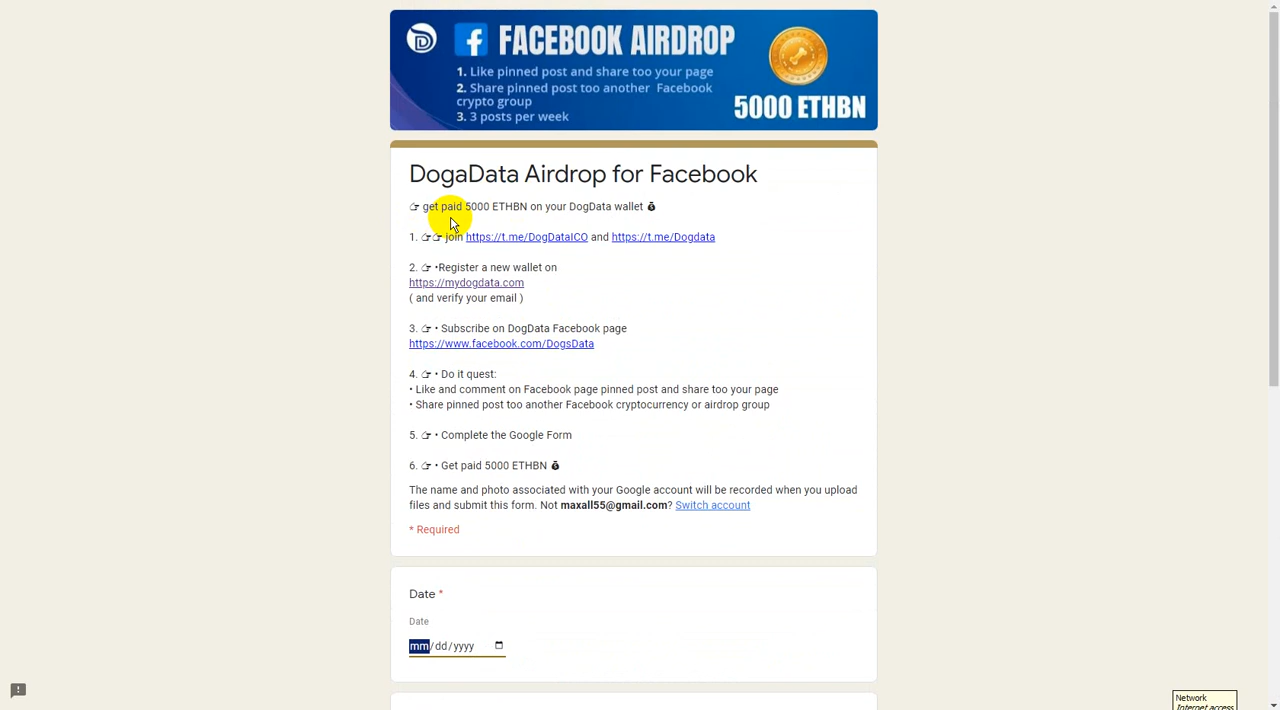 FACEBOOK AIRDROP
1. Like pinned post and share too your page
2. Share pinned post too another Facebook
crypto group
3. 3 posts per week
5000 ETHBN
DogaData Airdrop for Facebook
👉 get paid 5000 ETHBN on your DogData wallet 💰
1. 👉👉 join https://t.me/DogDataICO and https://t.me/Dogdata
2. 👉 •Register a new wallet on
https://mydogdata.com
( and verify your email )
3. 👉 • Subscribe on DogData Facebook page
https://www.facebook.com/DogsData
4. 👉 • Do it quest:
• Like and comment on Facebook page pinned post and share too your page
• Share pinned post too another Facebook cryptocurrency or airdrop group
5. 👉 • Complete the Google Form
6. 👉 • Get paid 5000 ETHBN 💰
The name and photo associated with your Google account will be recorded when you upload
files and submit this form. Not maxall55@gmail.com? Switch account
* Required
Date *
Date
mm/dd/yyyy
Network
Internet access